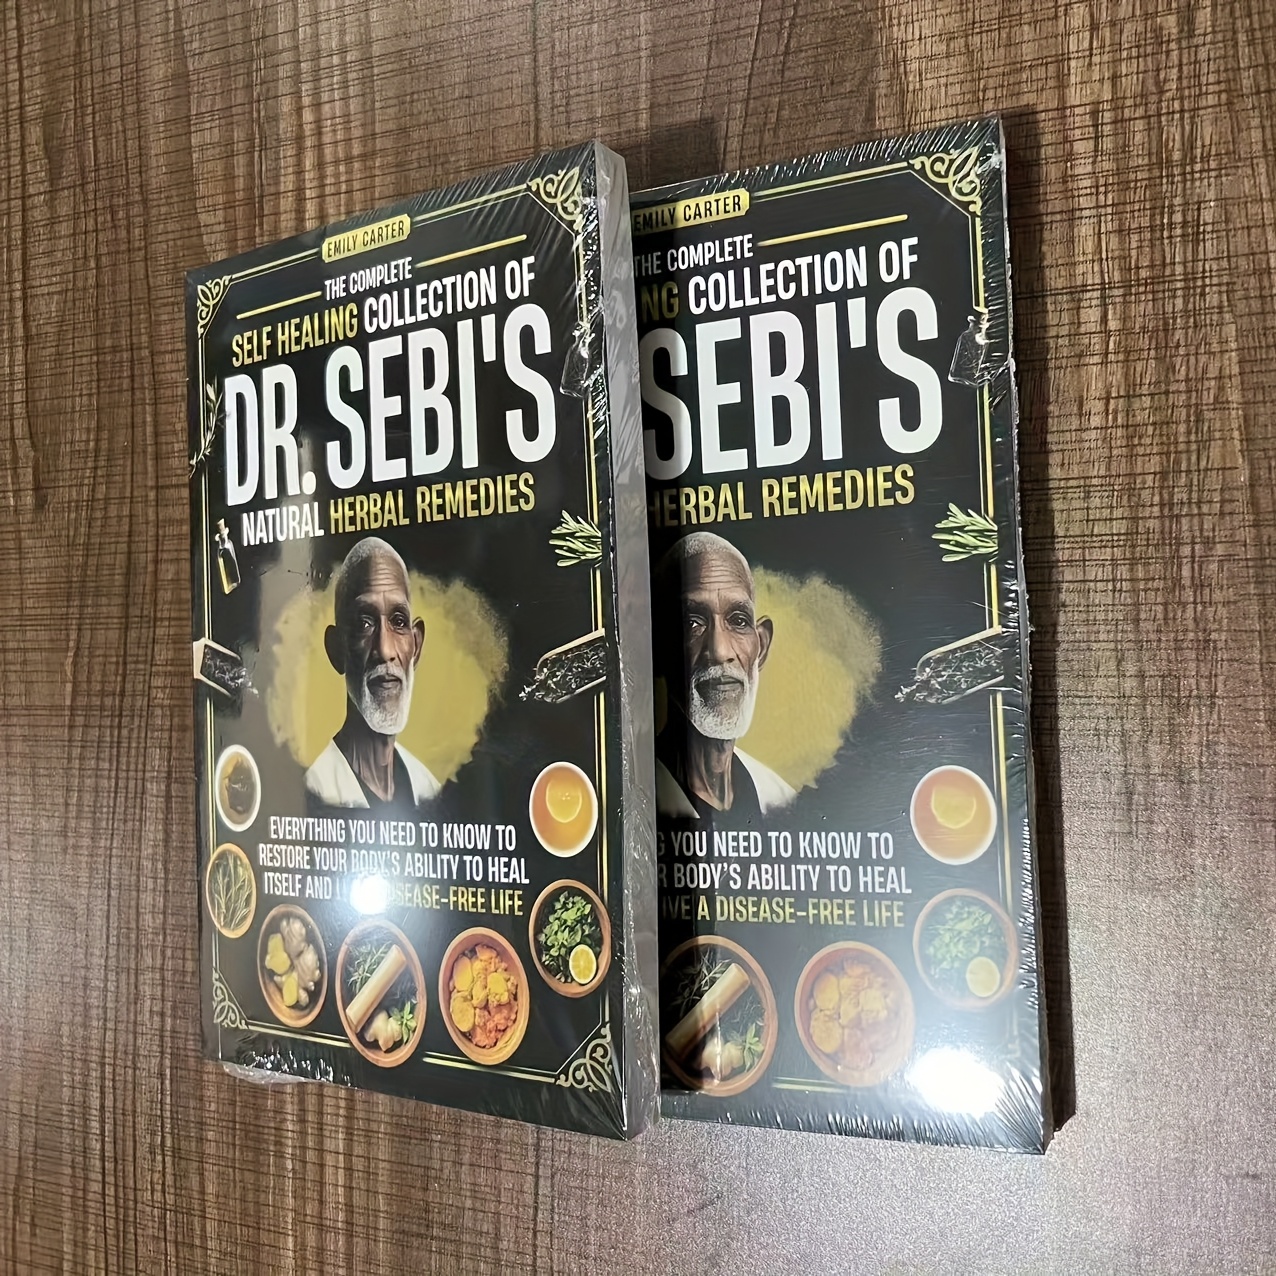 EMILY CARTER
THE COMPLETE
SELF HEALING COLLECTION OF
DR. SEBI'S
NATURAL HERBAL REMEDIES
EVERYTHING YOU NEED TO KNOW TO
RESTORE YOUR BODY'S ABILITY TO HEAL
ITSELF AND DISEASE-FREE LIFE
EMILY CARTER
THE COMPLETE
NG COLLECTION OF
SEBI'S
HERBAL REMEDIES
G YOU NEED TO KNOW TO
R BODY'S ABILITY TO HEAL
IVE A DISEASE-FREE LIFE